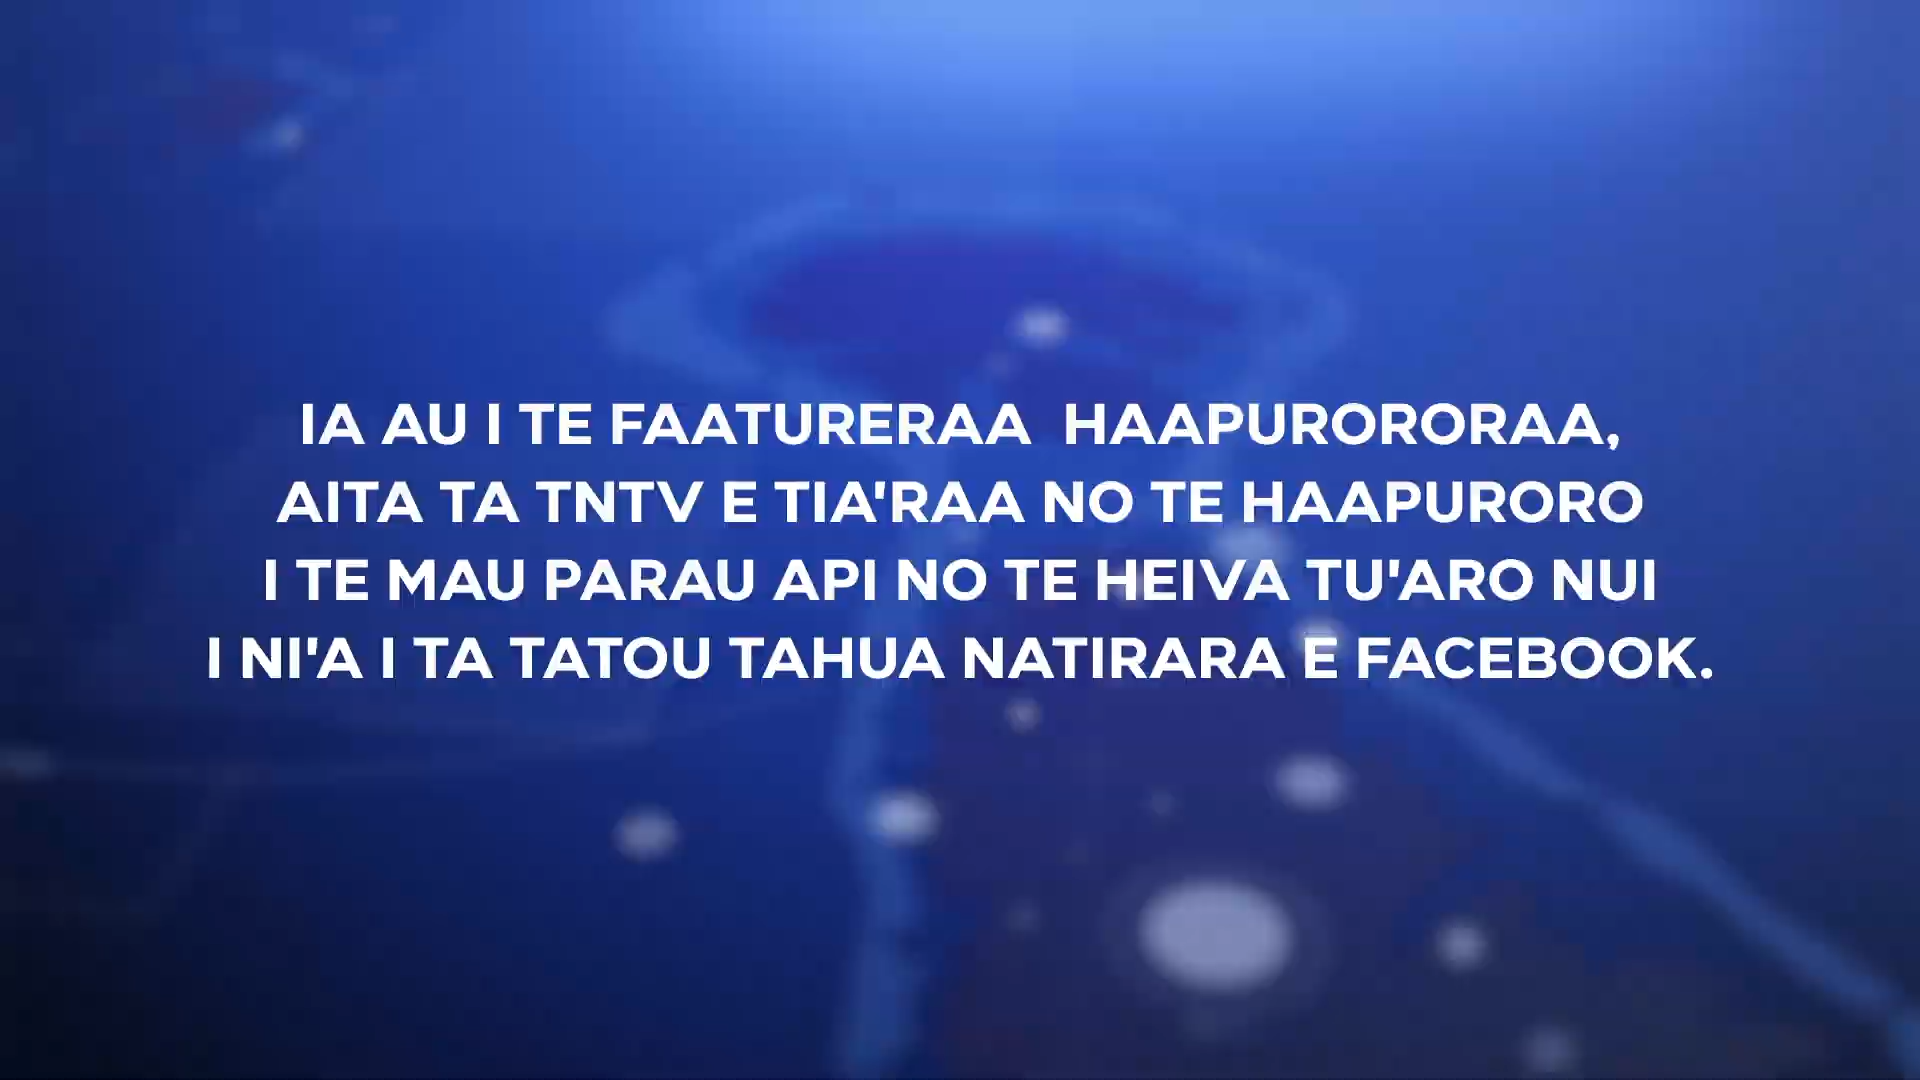 IA AU I TE FAATURERAA  HAAPURORORAA,
AITA TA TNTV E TIA'RAA NO TE HAAPURORO
I TE MAU PARAU API NO TE HEIVA TU'ARO NUI
I NI'A I TA TATOU TAHUA NATIRARA E FACEBOOK.